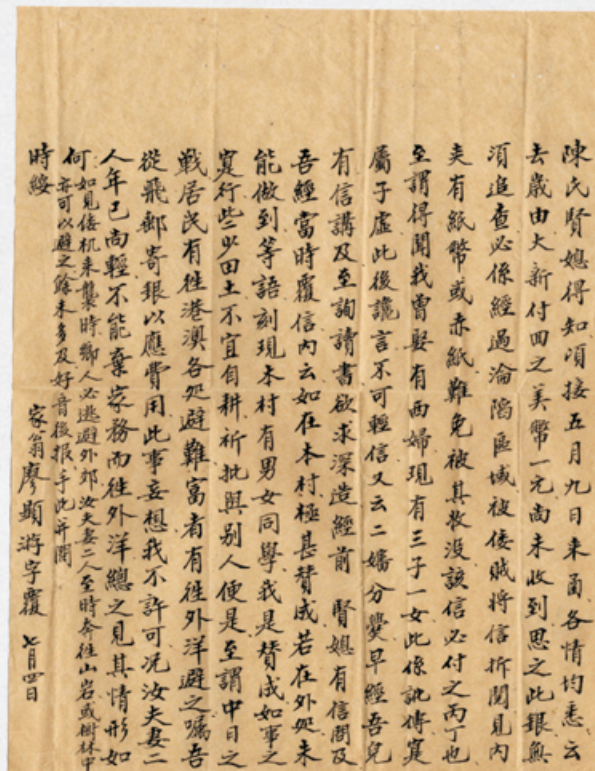 陳氏賢媳得知項接五月九日來函各情均悉云
去歲由大新付回之美幣一元尚未收到思之此銀無
須追查必係經過淪陷區域被倭賊將信拆開見內
夾有紙幣或赤紙難免被其收沒該信必付之丙丁也
至謂得聞我曾娶有西婦現有三子一女此係訛傳寔
屬子虛此後讒言不可輕信又云二嬸分㸑早經吾兒
有信講及至詢讀書欲求深造經前 賢媳有信問及
吾經當時覆信內云如在本村極甚贊成若在外処未
能做到等語刻現本村有男女同學我是贊成如事之
寔行些少田土不宜自耕祈批與別人便是至謂中日之
戰居民有往港澳各処避難富者有往外洋避之囑吾
從飛郵寄銀以應費用此事妄想我不許可况汝夫妻二
人年已尚輕不能棄家務而往外洋總之見其情形如
何如見倭机來襲時鄉人必逃避外郊汝夫妻二人至時奔往山岩或樹林中
亦可以避之餘未多及好音後报手此并問
時綏
家翁廖顯游字覆 七月四日